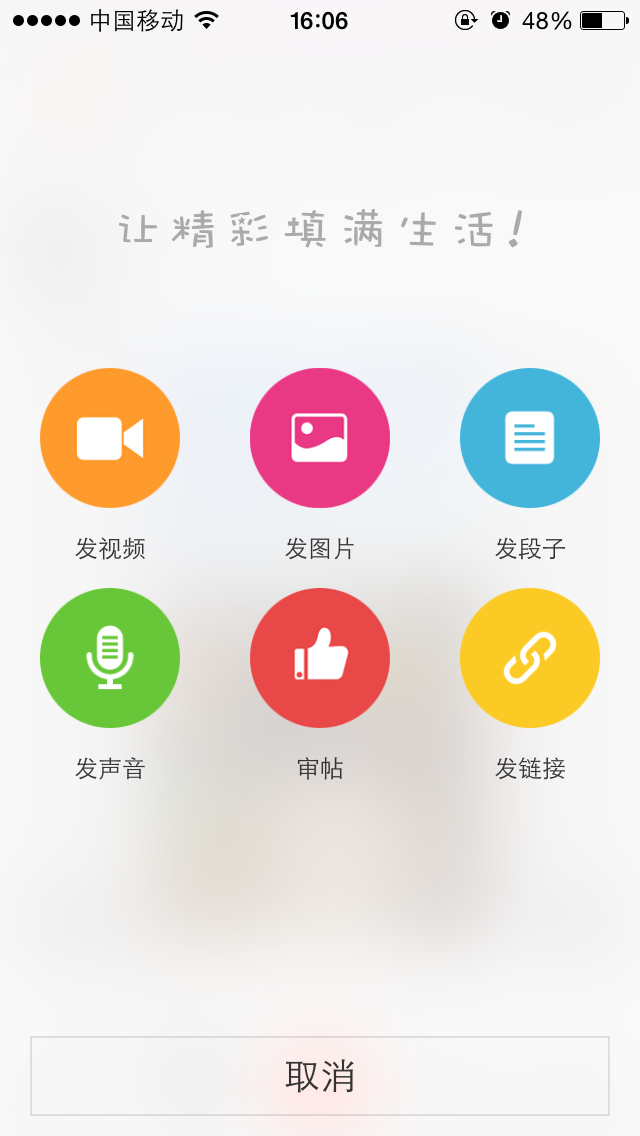 中国移动 16:06 48%
让精彩填满生活!
发视频 发图片 发段子
发声音 审帖 发链接
取消